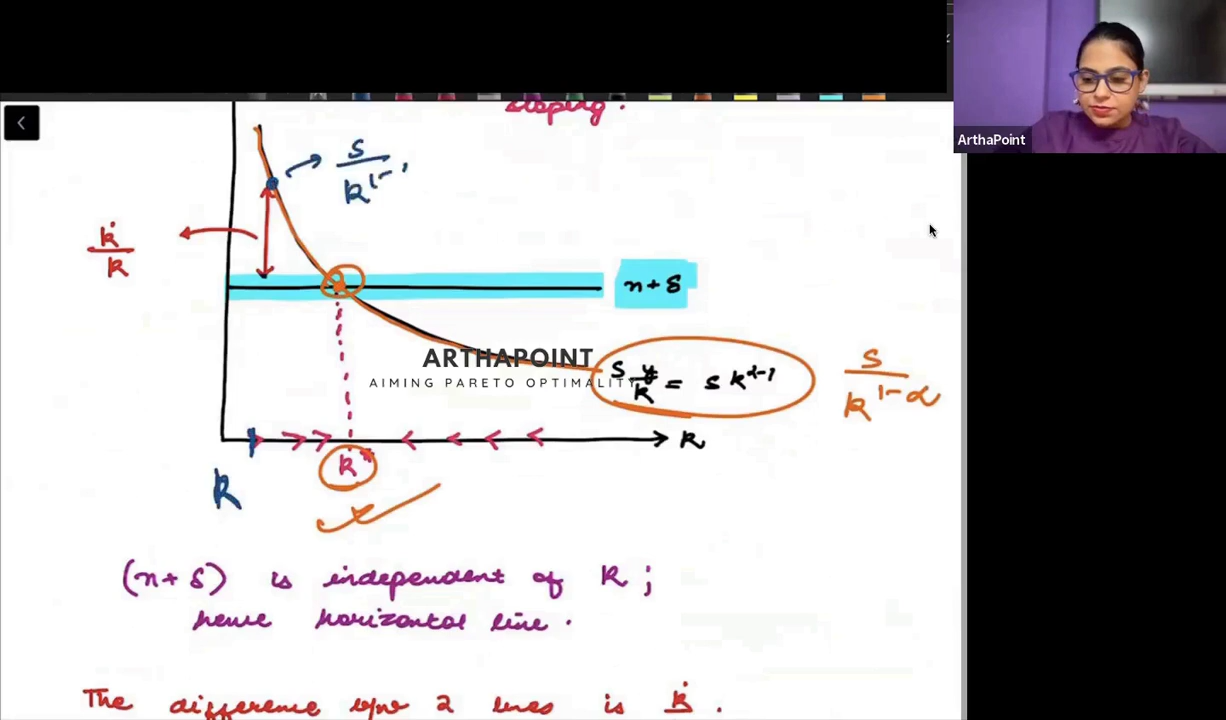 sloping.
s / k^1-
k̇ / k
ArthaPoint
n + δ
ARTHAPOINT
AIMING PARETO OPTIMALITY
s y/k = s k^α-1
s / k^1-α
k
k*
k
(n + δ) is independent of k ;
hence horizontal line .
The difference b/w 2 lines is k̇ .